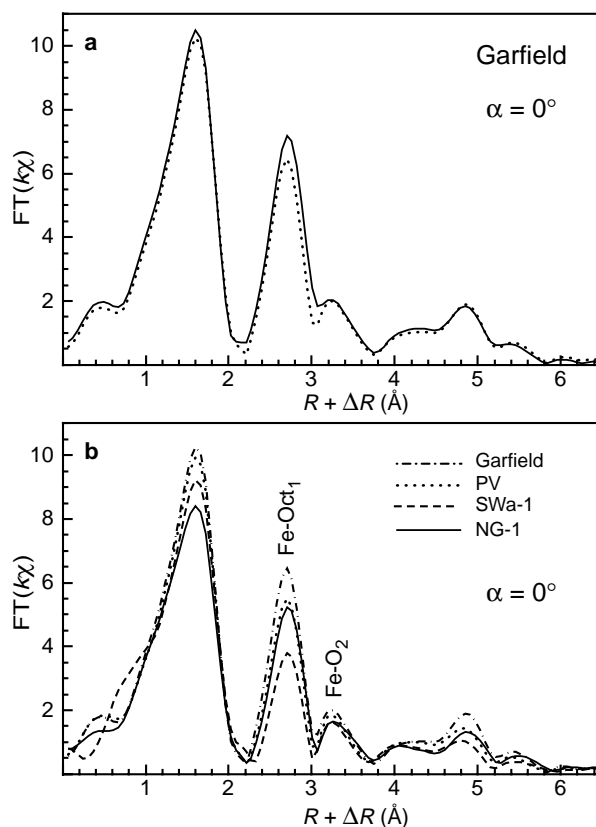 a
Garfield
α = 0°
FT(kχ)
10
8
6
4
2
1 2 3 4 5 6
R + ΔR (Å)
b
Garfield
PV
SWa-1
NG-1
Fe-Oct1
Fe-O2
α = 0°
FT(kχ)
10
8
6
4
2
1 2 3 4 5 6
R + ΔR (Å)